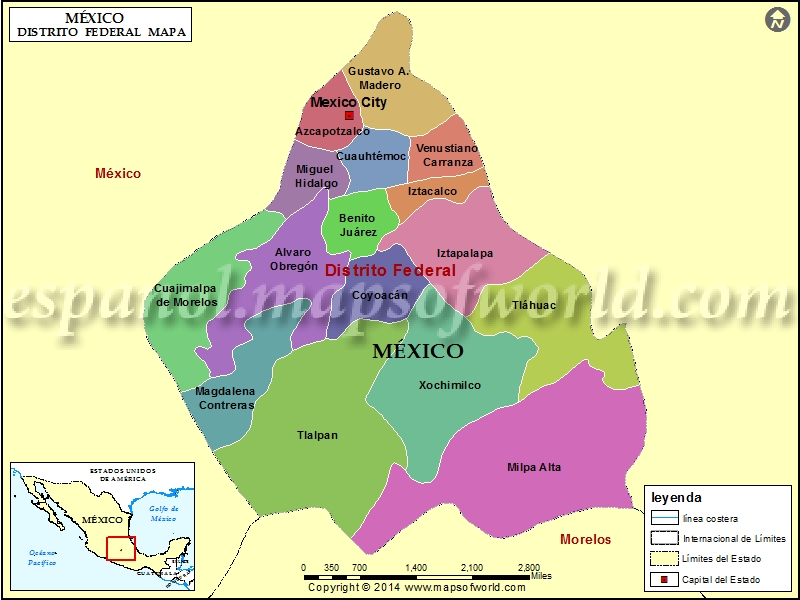 MÉXICO
DISTRITO FEDERAL MAPA
N
Gustavo A.
Madero
Mexico City
Azcapotzalco
Cuauhtémoc
Venustiano
Carranza
México
Miguel
Hidalgo
Iztacalco
Benito
Juárez
Alvaro
Obregón
Iztapalapa
Distrito Federal
Cuajimalpa
de Morelos
Coyoacán
Tláhuac
espanol.mapsofworld.com
MÉXICO
Magdalena
Contreras
Xochimilco
Tlalpan
Milpa Alta
Morelos
ESTADOS UNIDOS
DE AMÉRICA
Golfo de
México
MÉXICO
Océano
Pacífico
GUATEMALA
leyenda
línea costera
Internacional de Límites
Límites del Estado
Capital del Estado
0 350 700 1,400 2,100 2,800
Miles
Copyright © 2014 www.mapsofworld.com